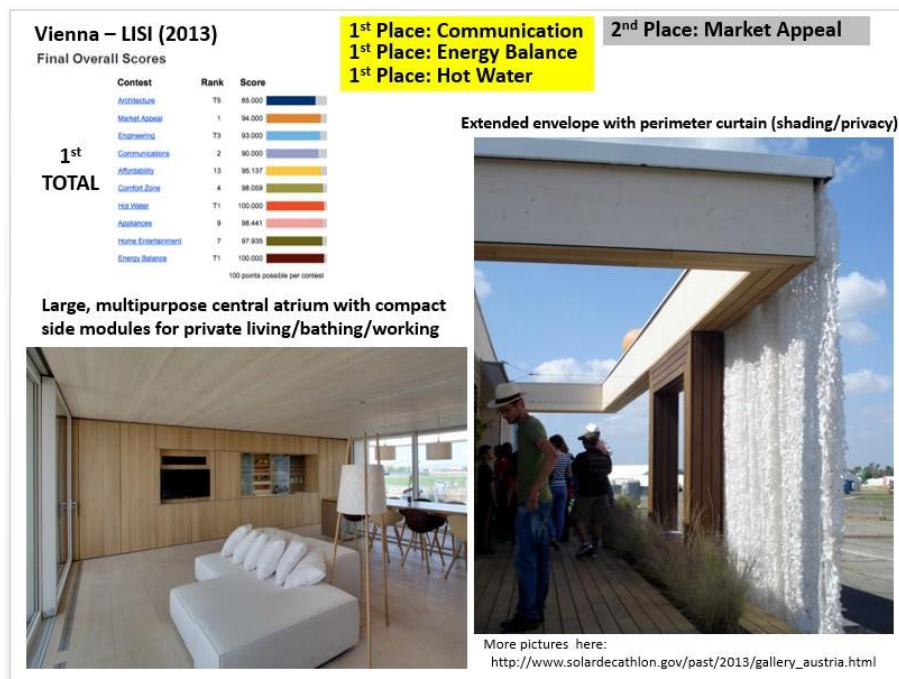 Vienna – LISI (2013)
Final Overall Scores
1st Place: Communication
1st Place: Energy Balance
1st Place: Hot Water
2nd Place: Market Appeal
1st
TOTAL
Contest Rank Score
Architecture T5 85.000
Market Appeal 1 94.000
Engineering T3 93.000
Communications 2 90.000
Affordability 13 95.137
Comfort Zone 4 98.059
Hot Water T1 100.000
Appliances 9 98.441
Home Entertainment 7 97.935
Energy Balance T1 100.000
100 points possible per contest
Extended envelope with perimeter curtain (shading/privacy)
Large, multipurpose central atrium with compact
side modules for private living/bathing/working
More pictures here:
http://www.solardecathlon.gov/past/2013/gallery_austria.html